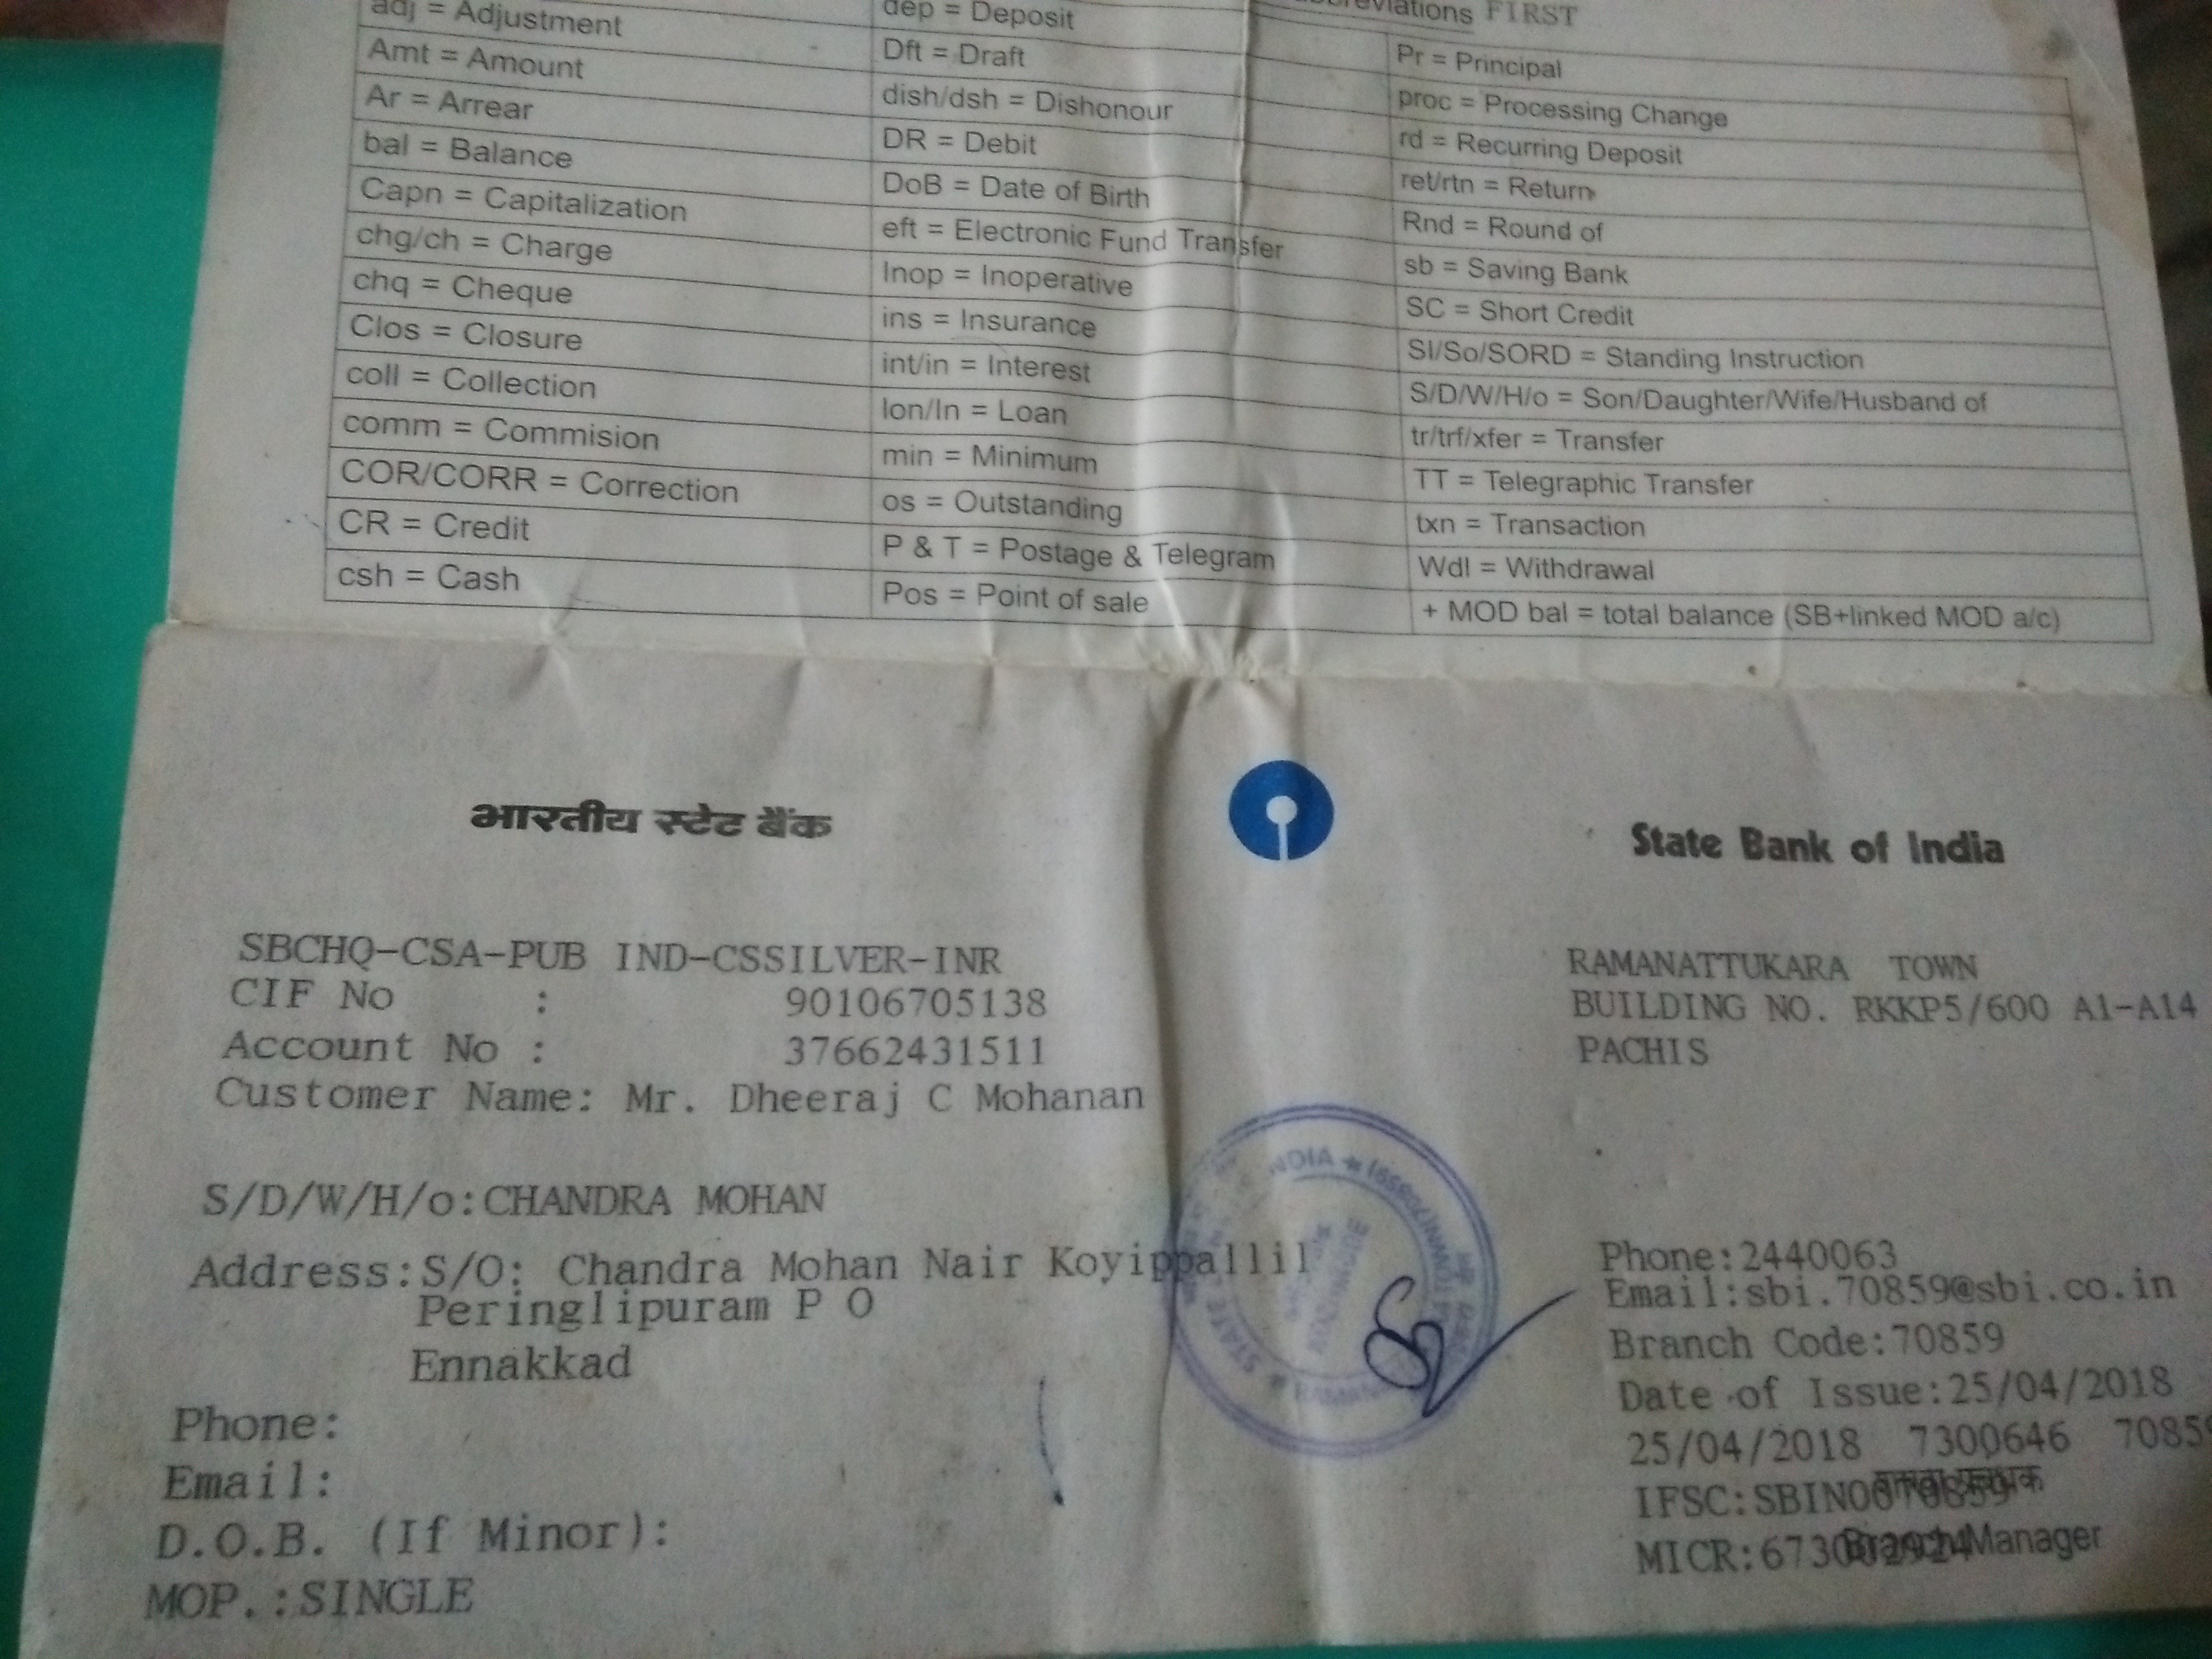 FIRST
adj = Adjustment
dep = Deposit
Amt = Amount
Dft = Draft
Pr = Principal
Ar = Arrear
dish/dsh = Dishonour
proc = Processing Change
bal = Balance
DR = Debit
rd = Recurring Deposit
Capn = Capitalization
DoB = Date of Birth
ret/rtn = Return
chg/ch = Charge
eft = Electronic Fund Transfer
Rnd = Round of
chq = Cheque
Inop = Inoperative
sb = Saving Bank
Clos = Closure
ins = Insurance
SC = Short Credit
coll = Collection
int/in = Interest
SI/So/SORD = Standing Instruction
comm = Commision
lon/ln = Loan
S/D/W/H/o = Son/Daughter/Wife/Husband of
COR/CORR = Correction
min = Minimum
tr/trf/xfer = Transfer
CR = Credit
os = Outstanding
TT = Telegraphic Transfer
csh = Cash
P & T = Postage & Telegram
txn = Transaction
Pos = Point of sale
Wdl = Withdrawal
+ MOD bal = total balance (SB+linked MOD a/c)
भारतीय स्टेट बैंक
State Bank of India
SBCHQ-CSA-PUB IND-CSSILVER-INR
CIF No : 90106705138
Account No : 37662431511
Customer Name: Mr. Dheeraj C Mohanan
S/D/W/H/o:CHANDRA MOHAN
Address:S/O: Chandra Mohan Nair Koyippallil
Peringlipuram P O
Ennakkad
Phone:
Email:
D.O.B. (If Minor):
MOP.:SINGLE
RAMANATTUKARA TOWN
BUILDING NO. RKKP5/600 A1-A14
PACHIS
Phone:2440063
Email:sbi.70859@sbi.co.in
Branch Code:70859
Date of Issue:25/04/2018
25/04/2018 7300646
IFSC:SBIN0070859
MICR:673002924
Branch Manager
STATE